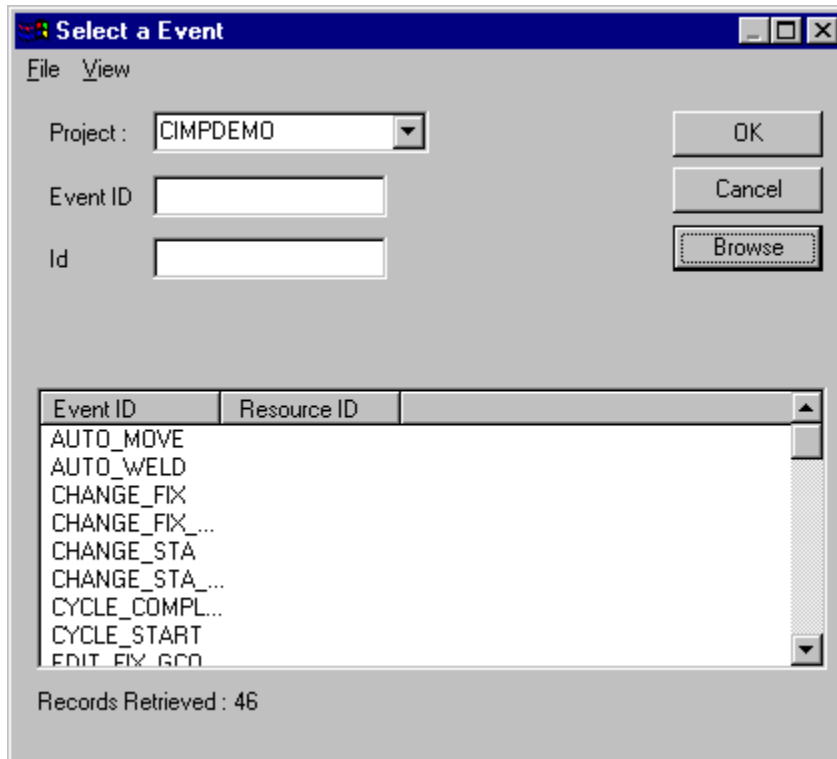 Select a Event
File View
Project : CIMPDEMO
OK
Event ID
Cancel
Id
Browse
Event ID Resource ID
AUTO_MOVE
AUTO_WELD
CHANGE_FIX
CHANGE_FIX_...
CHANGE_STA
CHANGE_STA_...
CYCLE_COMPL...
CYCLE_START
EDIT_FIX_GCO
Records Retrieved : 46